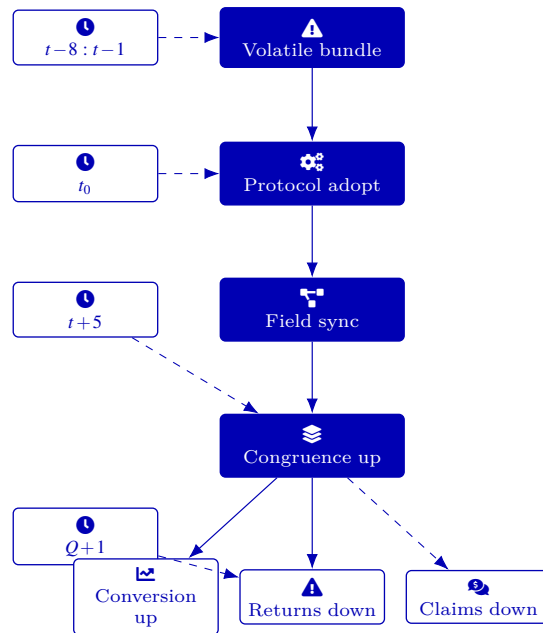 t−8 : t−1
Volatile bundle
t₀
Protocol adopt
t+5
Field sync
Congruence up
Q+1
Conversion
up
Returns down
Claims down